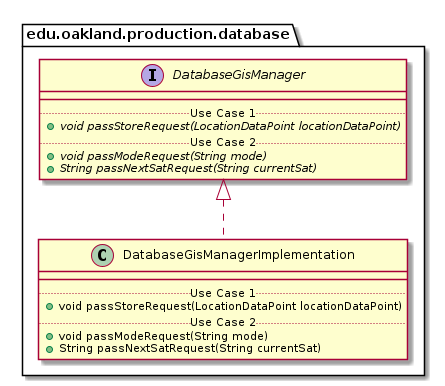 edu.oakland.production.database
I DatabaseGisManager
Use Case 1
void passStoreRequest(LocationDataPoint locationDataPoint)
Use Case 2
void passModeRequest(String mode)
String passNextSatRequest(String currentSat)
C DatabaseGisManagerImplementation
Use Case 1
void passStoreRequest(LocationDataPoint locationDataPoint)
Use Case 2
void passModeRequest(String mode)
String passNextSatRequest(String currentSat)